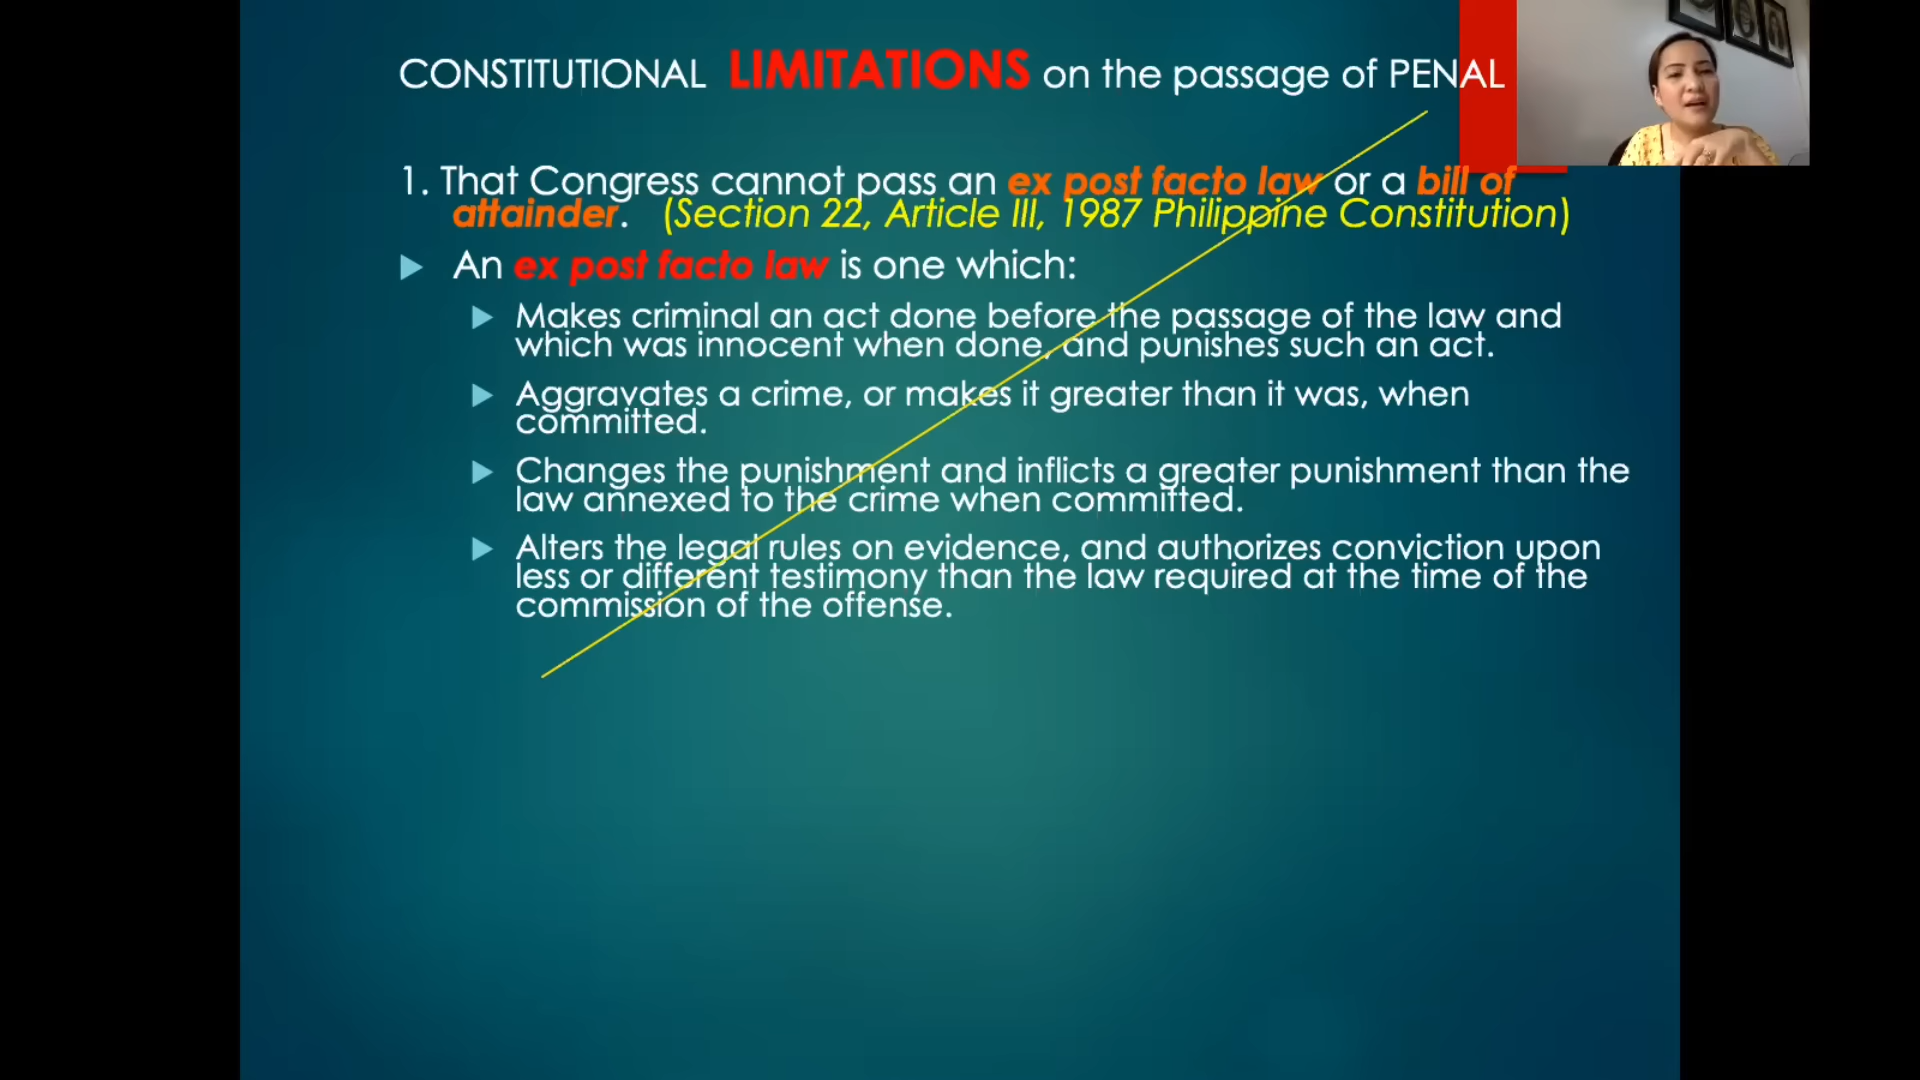 CONSTITUTIONAL LIMITATIONS on the passage of PENAL
1. That Congress cannot pass an ex post facto law or a bill of
attainder. (Section 22, Article III, 1987 Philippine Constitution)
An ex post facto law is one which:
Makes criminal an act done before the passage of the law and
which was innocent when done, and punishes such an act.
Aggravates a crime, or makes it greater than it was, when
committed.
Changes the punishment and inflicts a greater punishment than the
law annexed to the crime when committed.
Alters the legal rules on evidence, and authorizes conviction upon
less or different testimony than the law required at the time of the
commission of the offense.